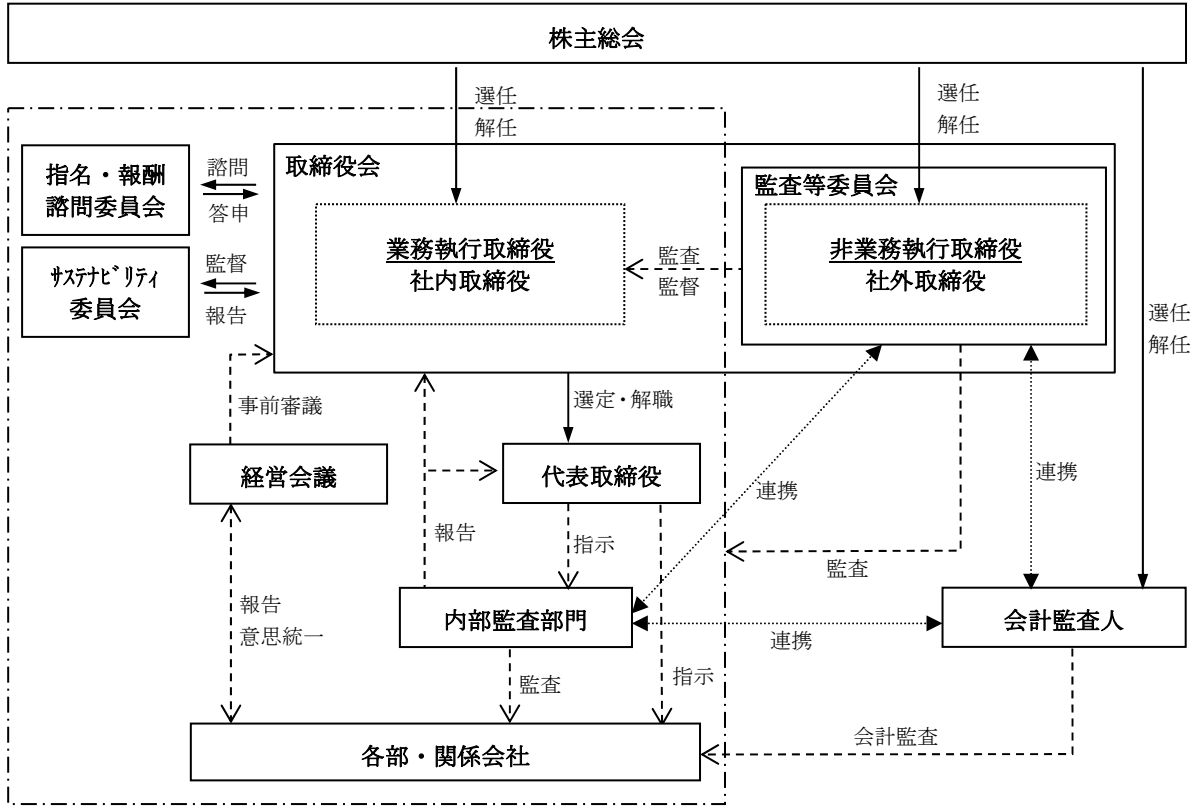 株主総会
選任
解任
選任
解任
指名・報酬
諮問委員会
諮問
答申
取締役会
監査等委員会
業務執行取締役
社内取締役
監査
監督
非業務執行取締役
社外取締役
ｻｽﾃﾅﾋﾞﾘﾃｨ
委員会
監督
報告
選任
解任
事前審議
選定・解職
経営会議
代表取締役
連携
連携
報告
指示
監査
報告
意思統一
内部監査部門
連携
会計監査人
監査
指示
各部・関係会社
会計監査